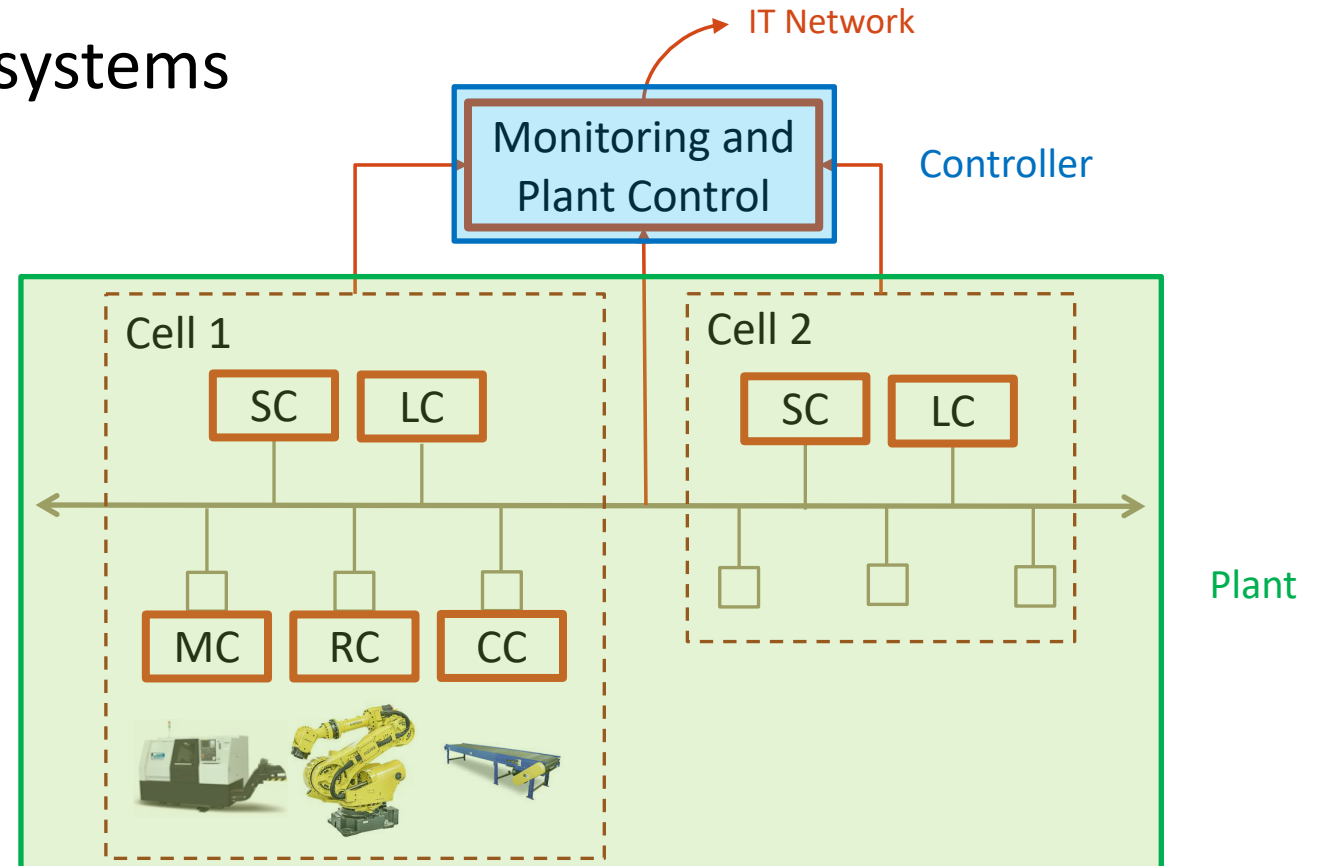 systems
IT Network
Monitoring and
Plant Control
Controller
Cell 1
Cell 2
SC
LC
SC
LC
Plant
MC
RC
CC